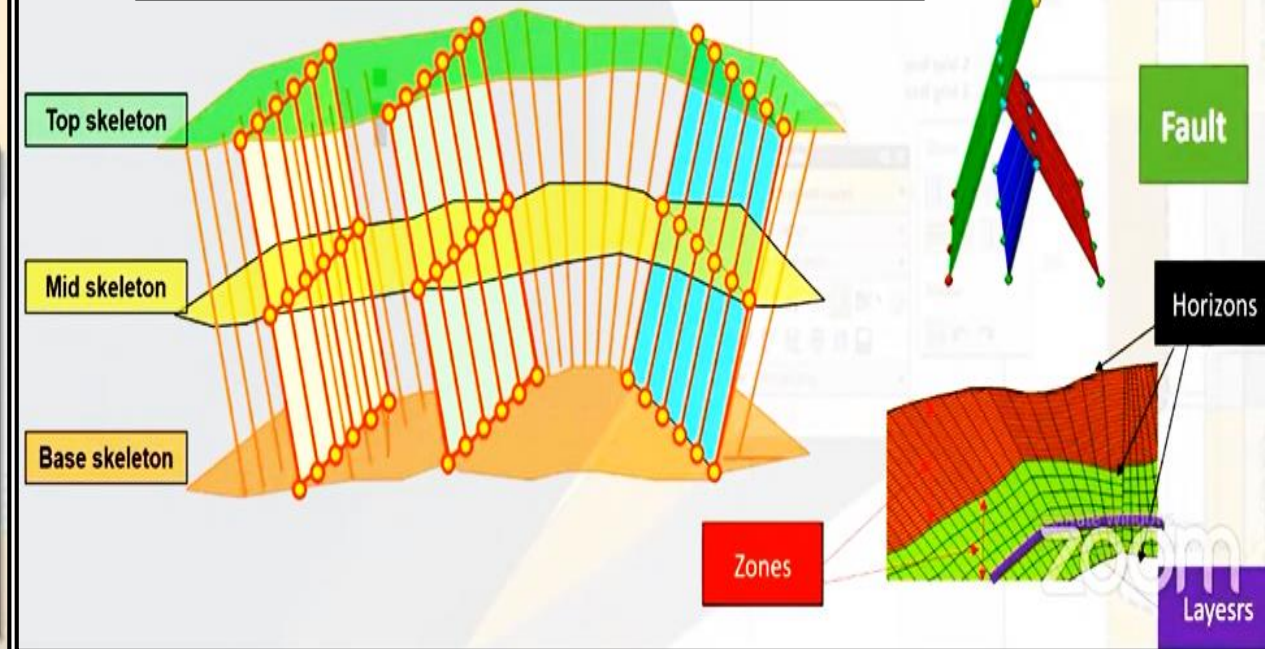 Top skeleton
Fault
Mid skeleton
Horizons
Base skeleton
Zones
zoom
Layesrs